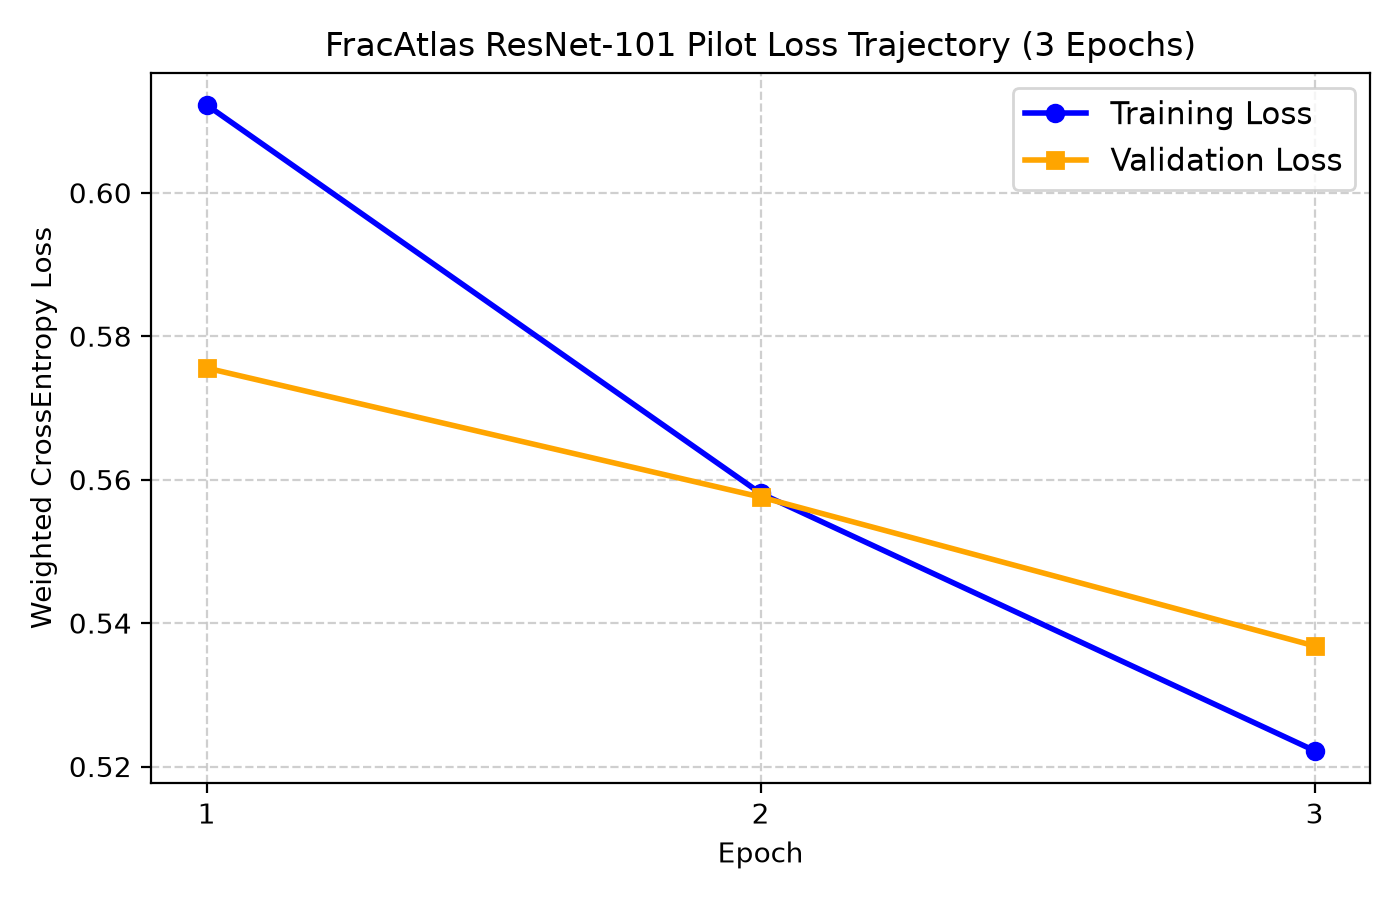 FracAtlas ResNet-101 Pilot Loss Trajectory (3 Epochs)
Training Loss
Validation Loss
Weighted CrossEntropy Loss
0.60
0.58
0.56
0.54
0.52
1
2
3
Epoch